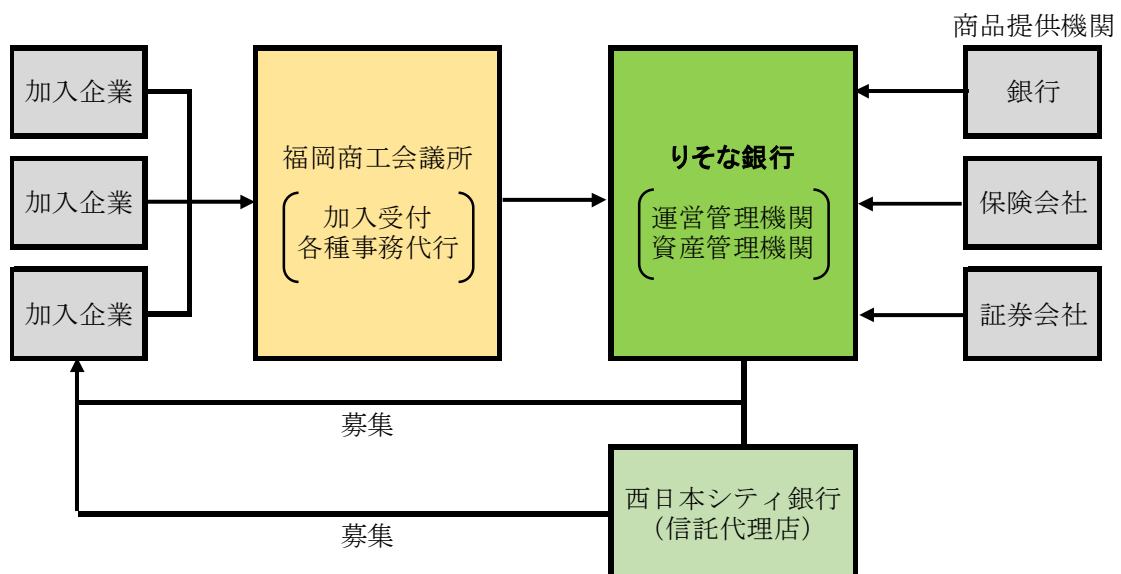 商品提供機関
加入企業
加入企業
加入企業
福岡商工会議所
加入受付
各種事務代行
りそな銀行
運営管理機関
資産管理機関
銀行
保険会社
証券会社
募集
西日本シティ銀行
(信託代理店)
募集